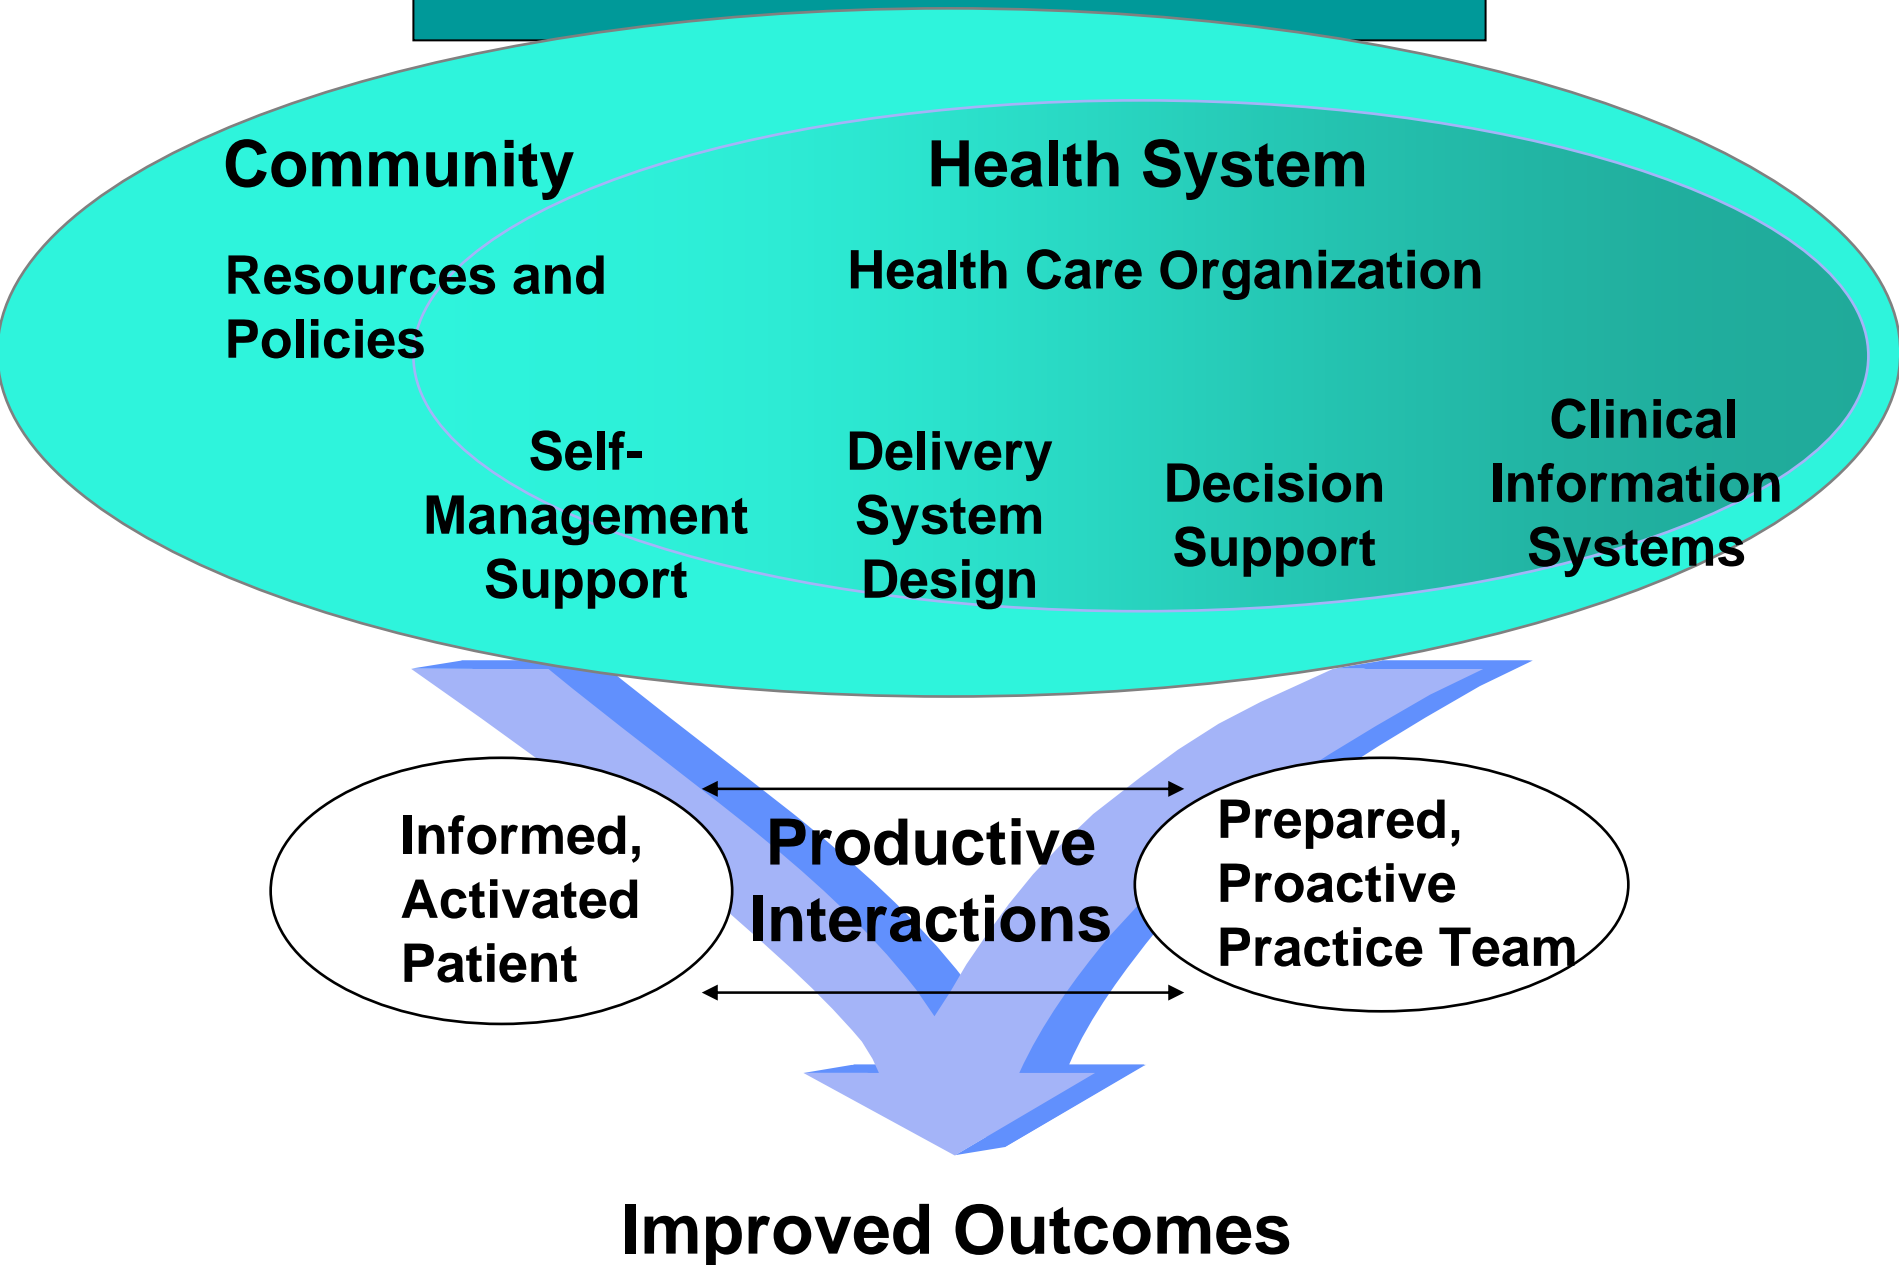 Community
Health System
Resources and
Policies
Health Care Organization
Self-
Management
Support
Delivery
System
Design
Decision
Support
Clinical
Information
Systems
Informed,
Activated
Patient
Productive
Interactions
Prepared,
Proactive
Practice Team
Improved Outcomes